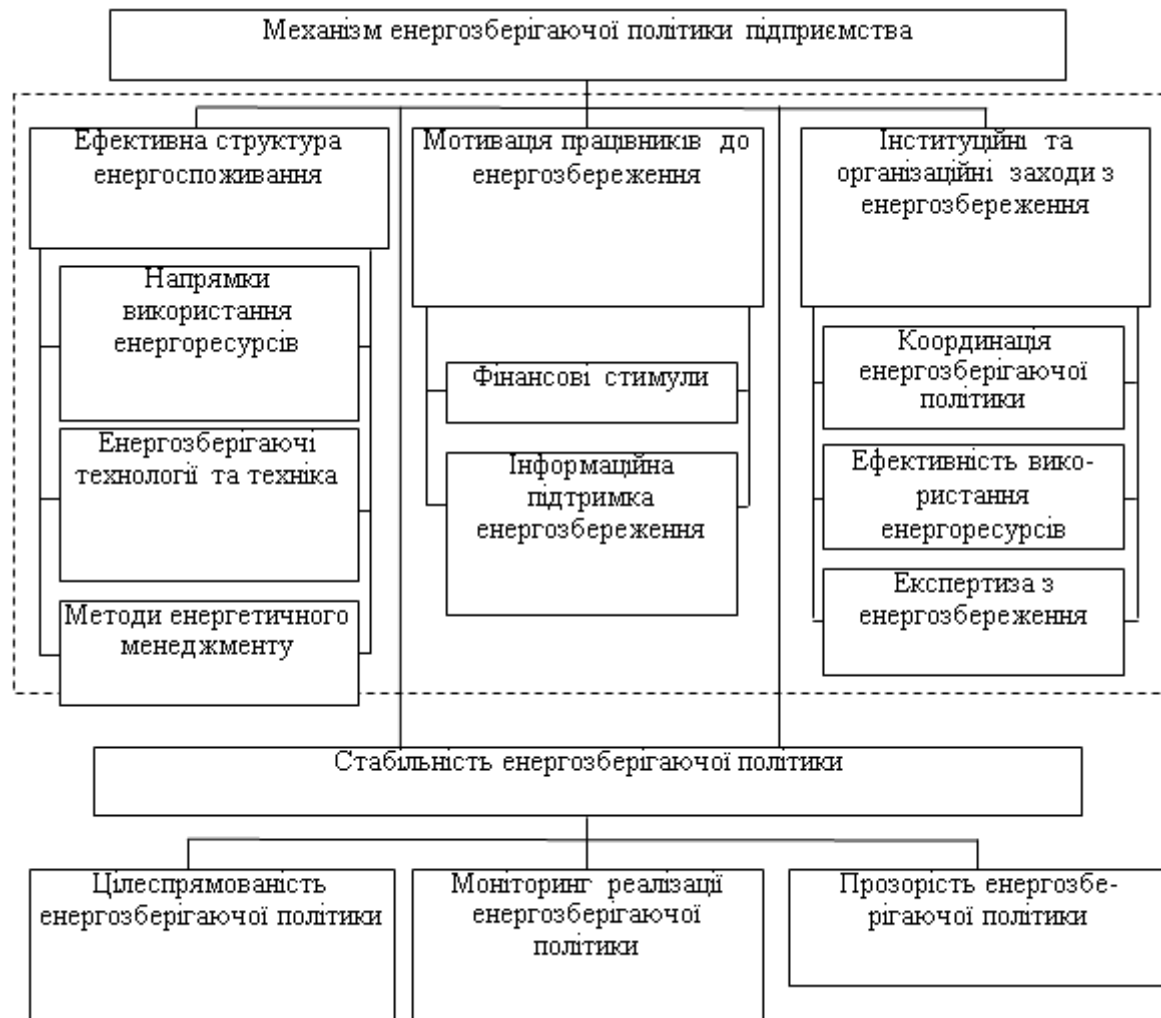 Механізм енергозберігаючої політики підприємства
Ефективна структура
енергоспоживання
Мотивація працівників до
енергозбереження
Інституційні та
організаційні заходи з
енергозбереження
Напрямки
використання
енергоресурсів
Енергозберігаючі
технології та техніка
Методи енергетичного
менеджменту
Фінансові стимули
Інформаційна
підтримка
енергозбереження
Координація
енергозберігаючої
політики
Ефективність вико-
ристання
енергоресурсів
Експертиза з
енергозбереження
Стабільність енергозберігаючої політики
Цілеспрямованість
енергозберігаючої політики
Моніторинг реалізації
енергозберігаючої
політики
Прозорість енергозбе-
рігаючої політики